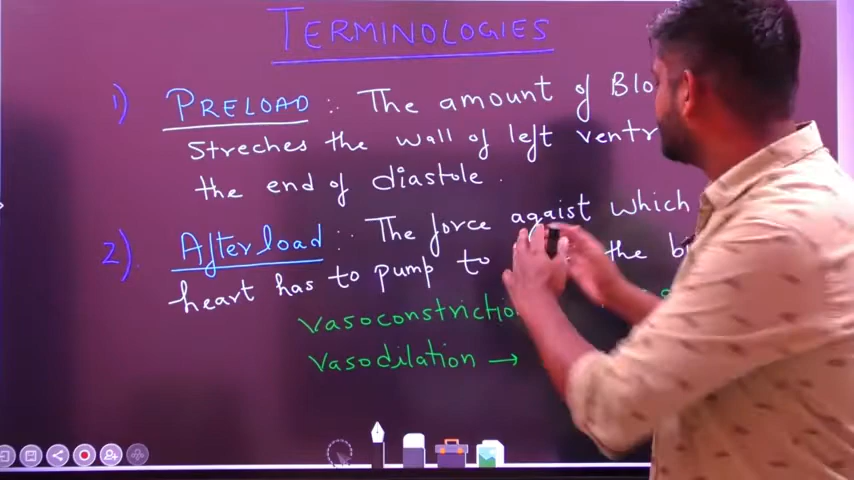 TERMINOLOGIES
1) PRELOAD :- The amount of Blo
streches the wall of left ventr
the end of diastole.
2) Afterload :- The force agaist which
heart has to pump to the b
Vasoconstrictio
Vasodilation →